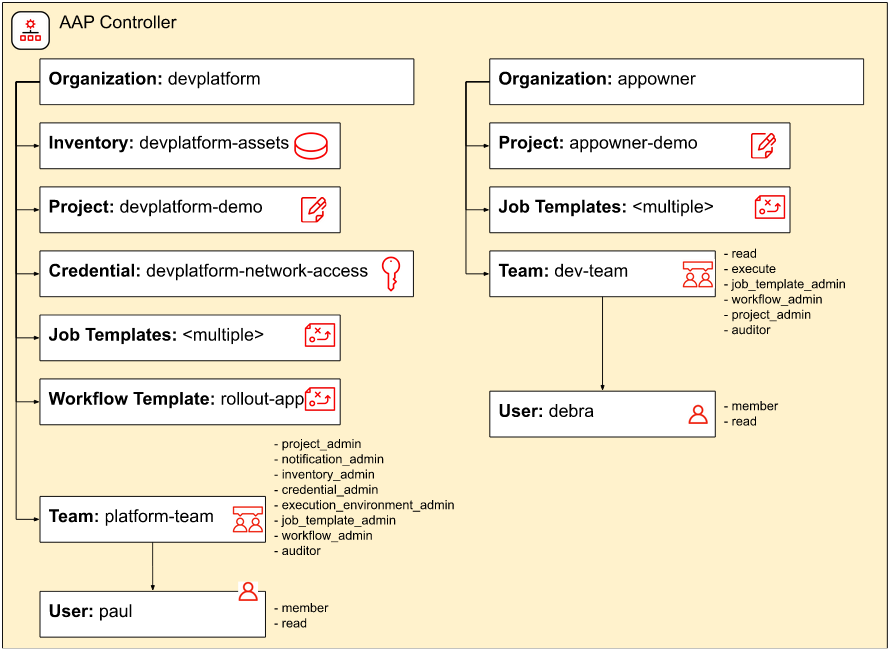 AAP Controller
Organization: devplatform
Inventory: devplatform-assets
Project: devplatform-demo
Credential: devplatform-network-access
Job Templates: <multiple>
Workflow Template: rollout-app
- project_admin
- notification_admin
- inventory_admin
- credential_admin
- execution_environment_admin
- job_template_admin
- workflow_admin
- auditor
Team: platform-team
User: paul
- member
- read
Organization: appowner
Project: appowner-demo
Job Templates: <multiple>
Team: dev-team
- read
- execute
- job_template_admin
- workflow_admin
- project_admin
- auditor
User: debra
- member
- read